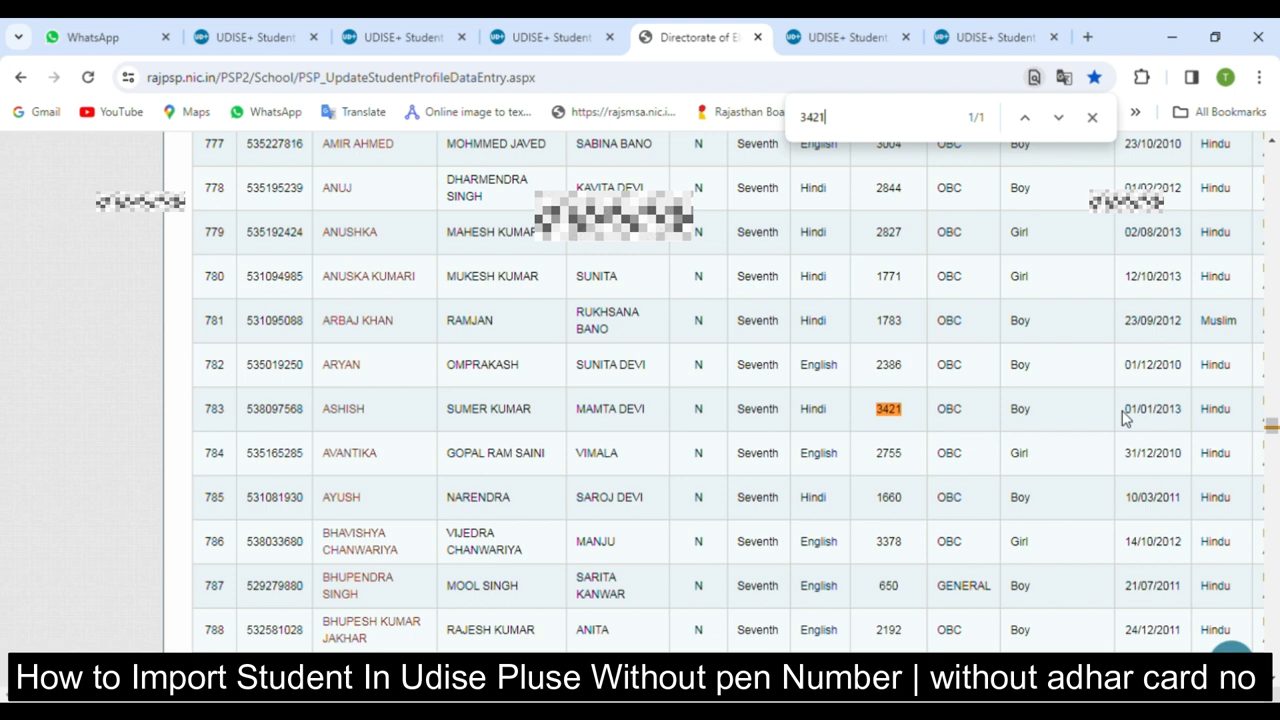 WhatsApp UDISE+ Student UDISE+ Student UDISE+ Student Directorate of El UDISE+ Student UDISE+ Student
rajpsp.nic.in/PSP2/School/PSP_UpdateStudentProfileDataEntry.aspx T
Gmail YouTube Maps WhatsApp Translate Online image to tex... https://rajsmsa.nic.i... Rajasthan Boa 3421 1/1 » All Bookmarks
777 535227816 AMIR AHMED MOHMMED JAVED SABINA BANO N Seventh English 3004 OBC Boy 23/10/2010 Hindu
778 535195239 ANUJ DHARMENDRA SINGH KAVITA DEVI N Seventh Hindi 2844 OBC Boy 01/02/2012 Hindu
779 535192424 ANUSHKA MAHESH KUMAR N Seventh Hindi 2827 OBC Girl 02/08/2013 Hindu
780 531094985 ANUSKA KUMARI MUKESH KUMAR SUNITA N Seventh Hindi 1771 OBC Girl 12/10/2013 Hindu
781 531095088 ARBAJ KHAN RAMJAN RUKHSANA BANO N Seventh Hindi 1783 OBC Boy 23/09/2012 Muslim
782 535019250 ARYAN OMPRAKASH SUNITA DEVI N Seventh English 2386 OBC Boy 01/12/2010 Hindu
783 538097568 ASHISH SUMER KUMAR MAMTA DEVI N Seventh Hindi 3421 OBC Boy 01/01/2013 Hindu
784 535165285 AVANTIKA GOPAL RAM SAINI VIMALA N Seventh English 2755 OBC Girl 31/12/2010 Hindu
785 531081930 AYUSH NARENDRA SAROJ DEVI N Seventh Hindi 1660 OBC Boy 10/03/2011 Hindu
786 538033680 BHAVISHYA CHANWARIYA VIJEDRA CHANWARIYA MANJU N Seventh English 3378 OBC Girl 14/10/2012 Hindu
787 529279880 BHUPENDRA SINGH MOOL SINGH SARITA KANWAR N Seventh English 650 GENERAL Boy 21/07/2011 Hindu
788 532581028 BHUPESH KUMAR JAKHAR RAJESH KUMAR ANITA N Seventh English 2192 OBC Boy 24/12/2011 Hindu
How to Import Student In Udise Pluse Without pen Number | without adhar card no